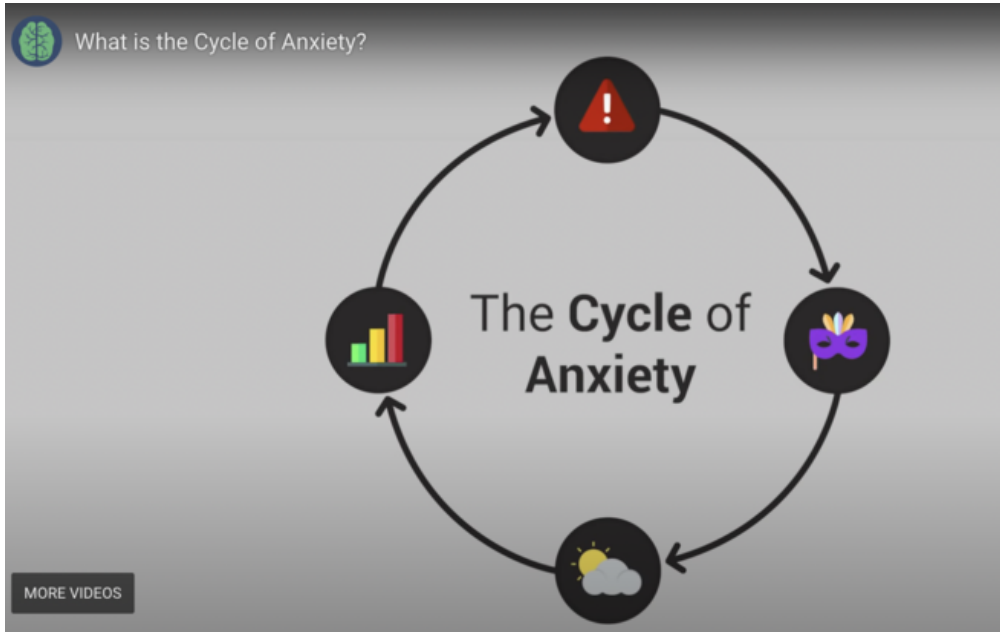 What is the Cycle of Anxiety?
The Cycle of
Anxiety
MORE VIDEOS